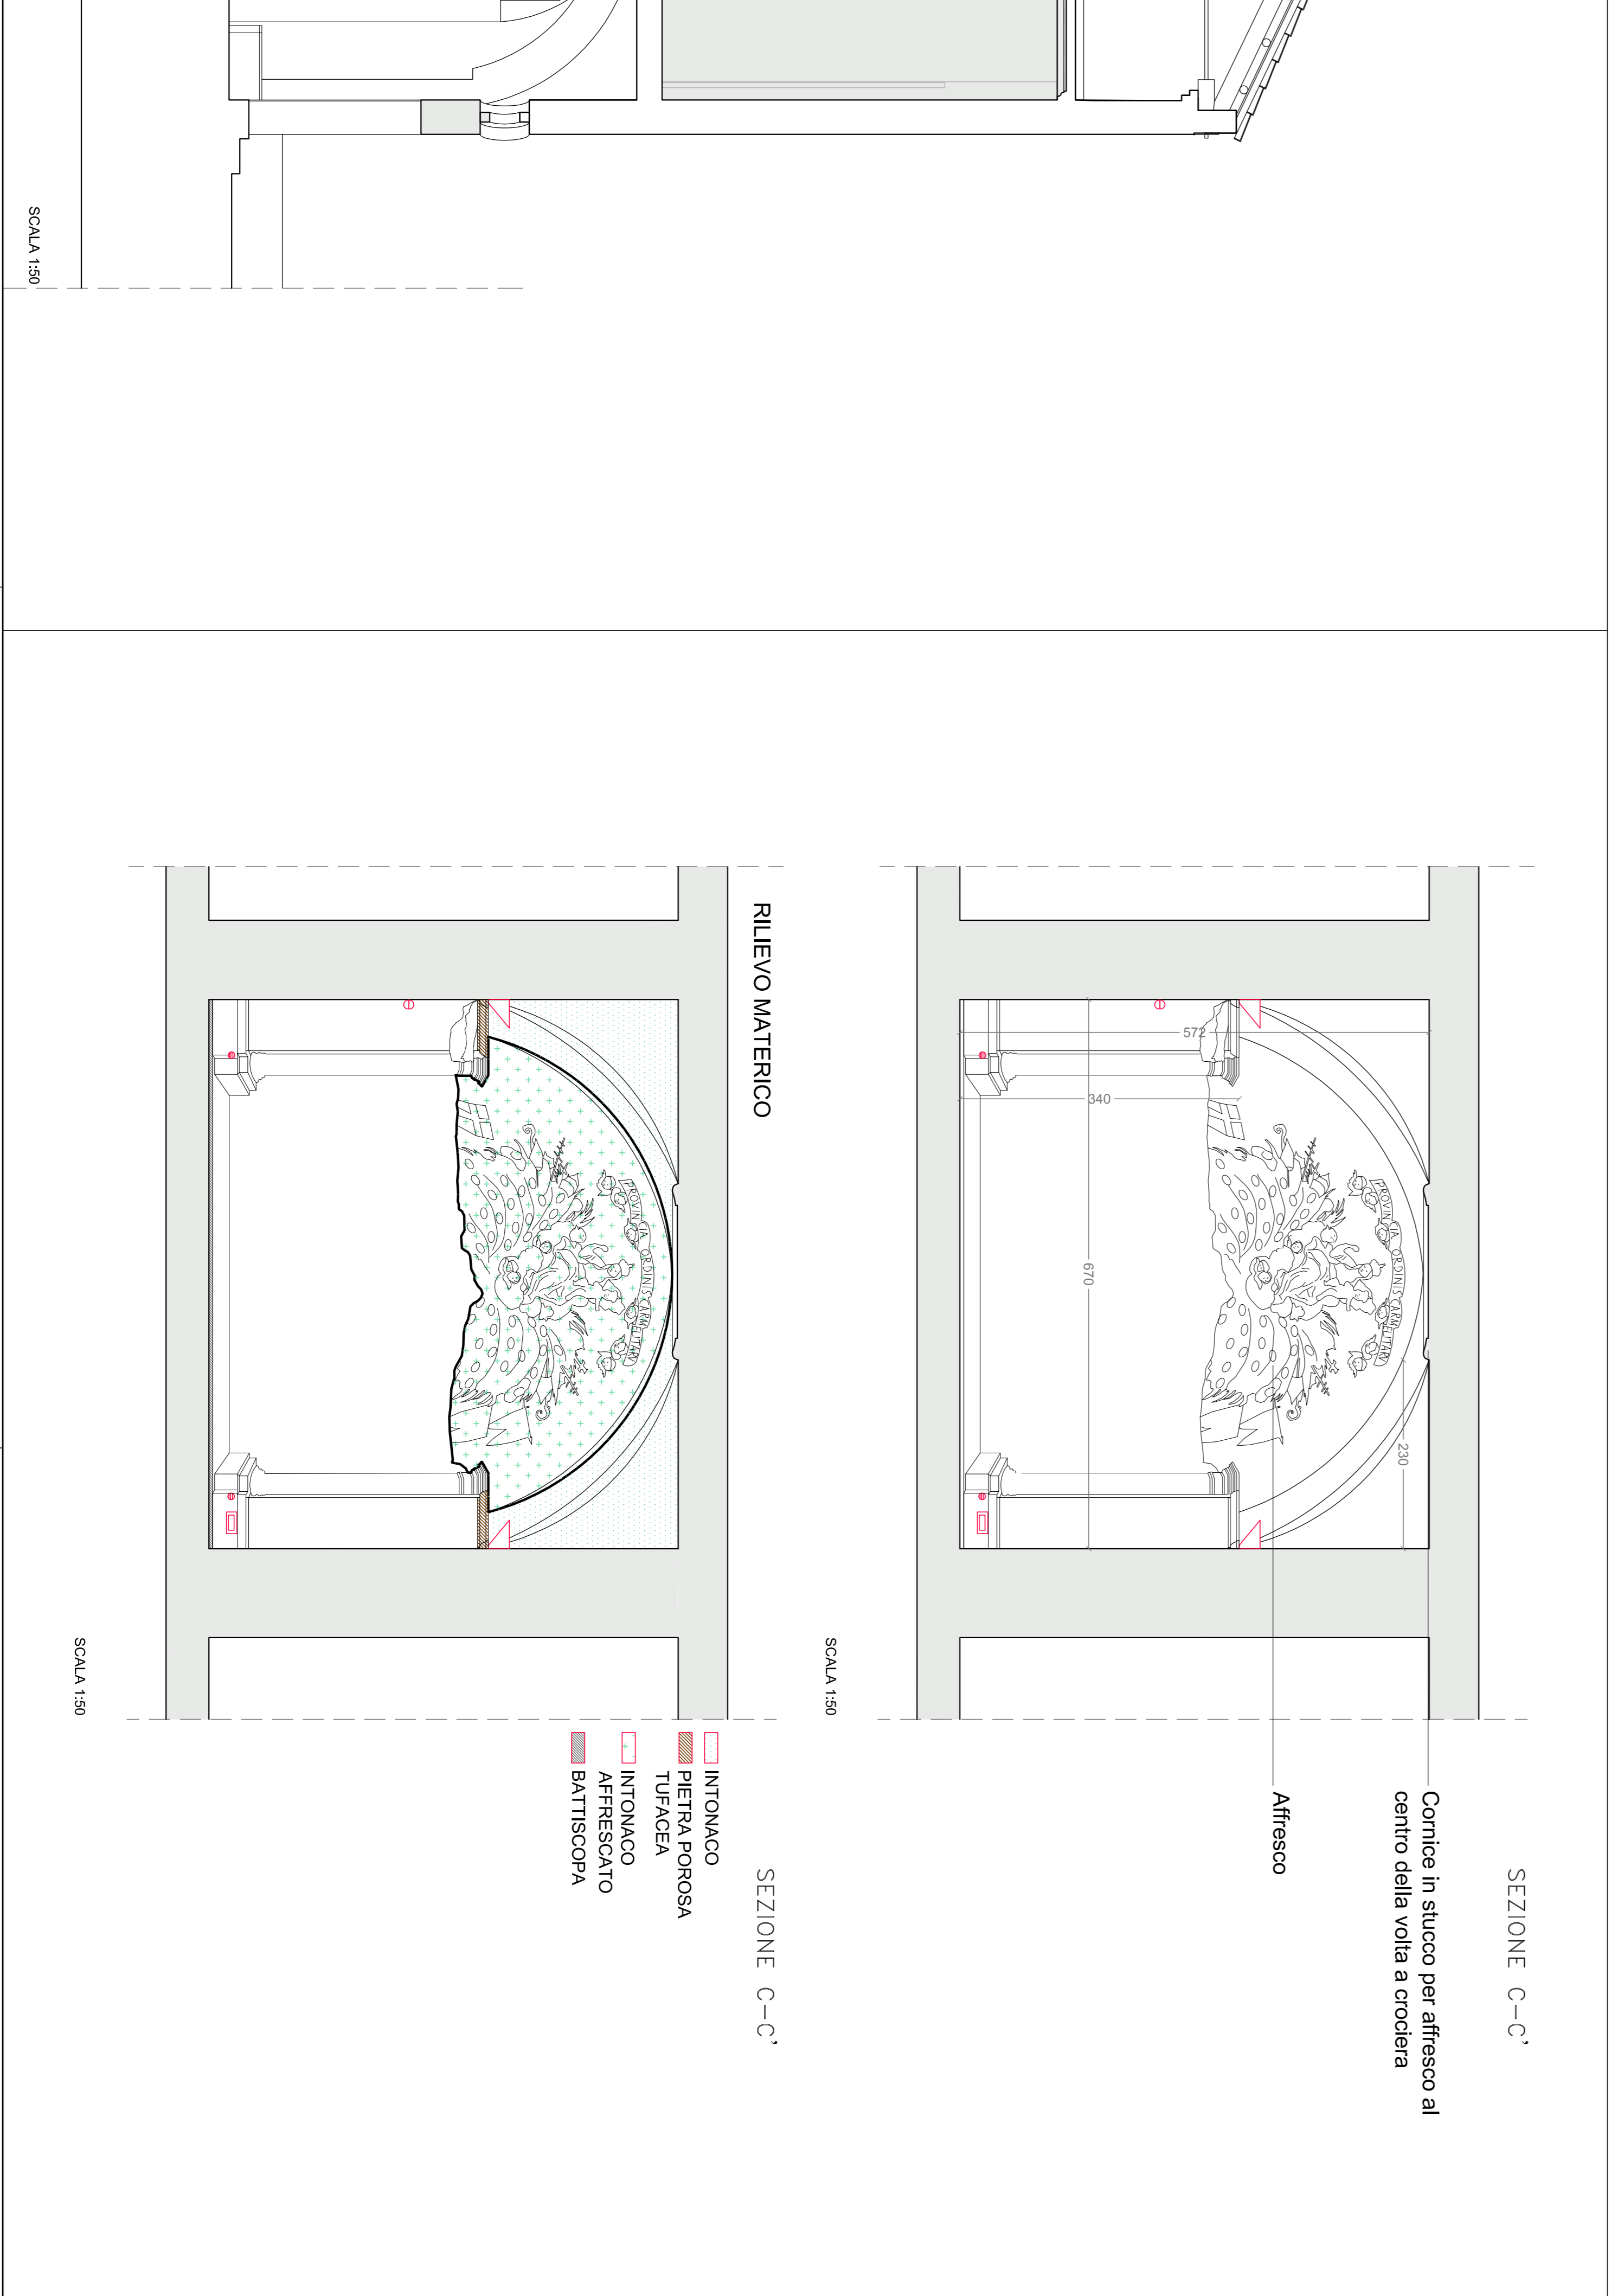 SEZIONE C-C'
Cornice in stucco per affresco al
centro della volta a crociera
Affresco
PROVINCIA ORDINIS CARMELITARV
572
340
670
230
SCALA 1:50
SEZIONE C-C'
RILIEVO MATERICO
PROVINCIA ORDINIS CARMELITARV
INTONACO
PIETRA POROSA
TUFACEA
INTONACO
AFFRESCATO
BATTISCOPA
SCALA 1:50
SCALA 1:50